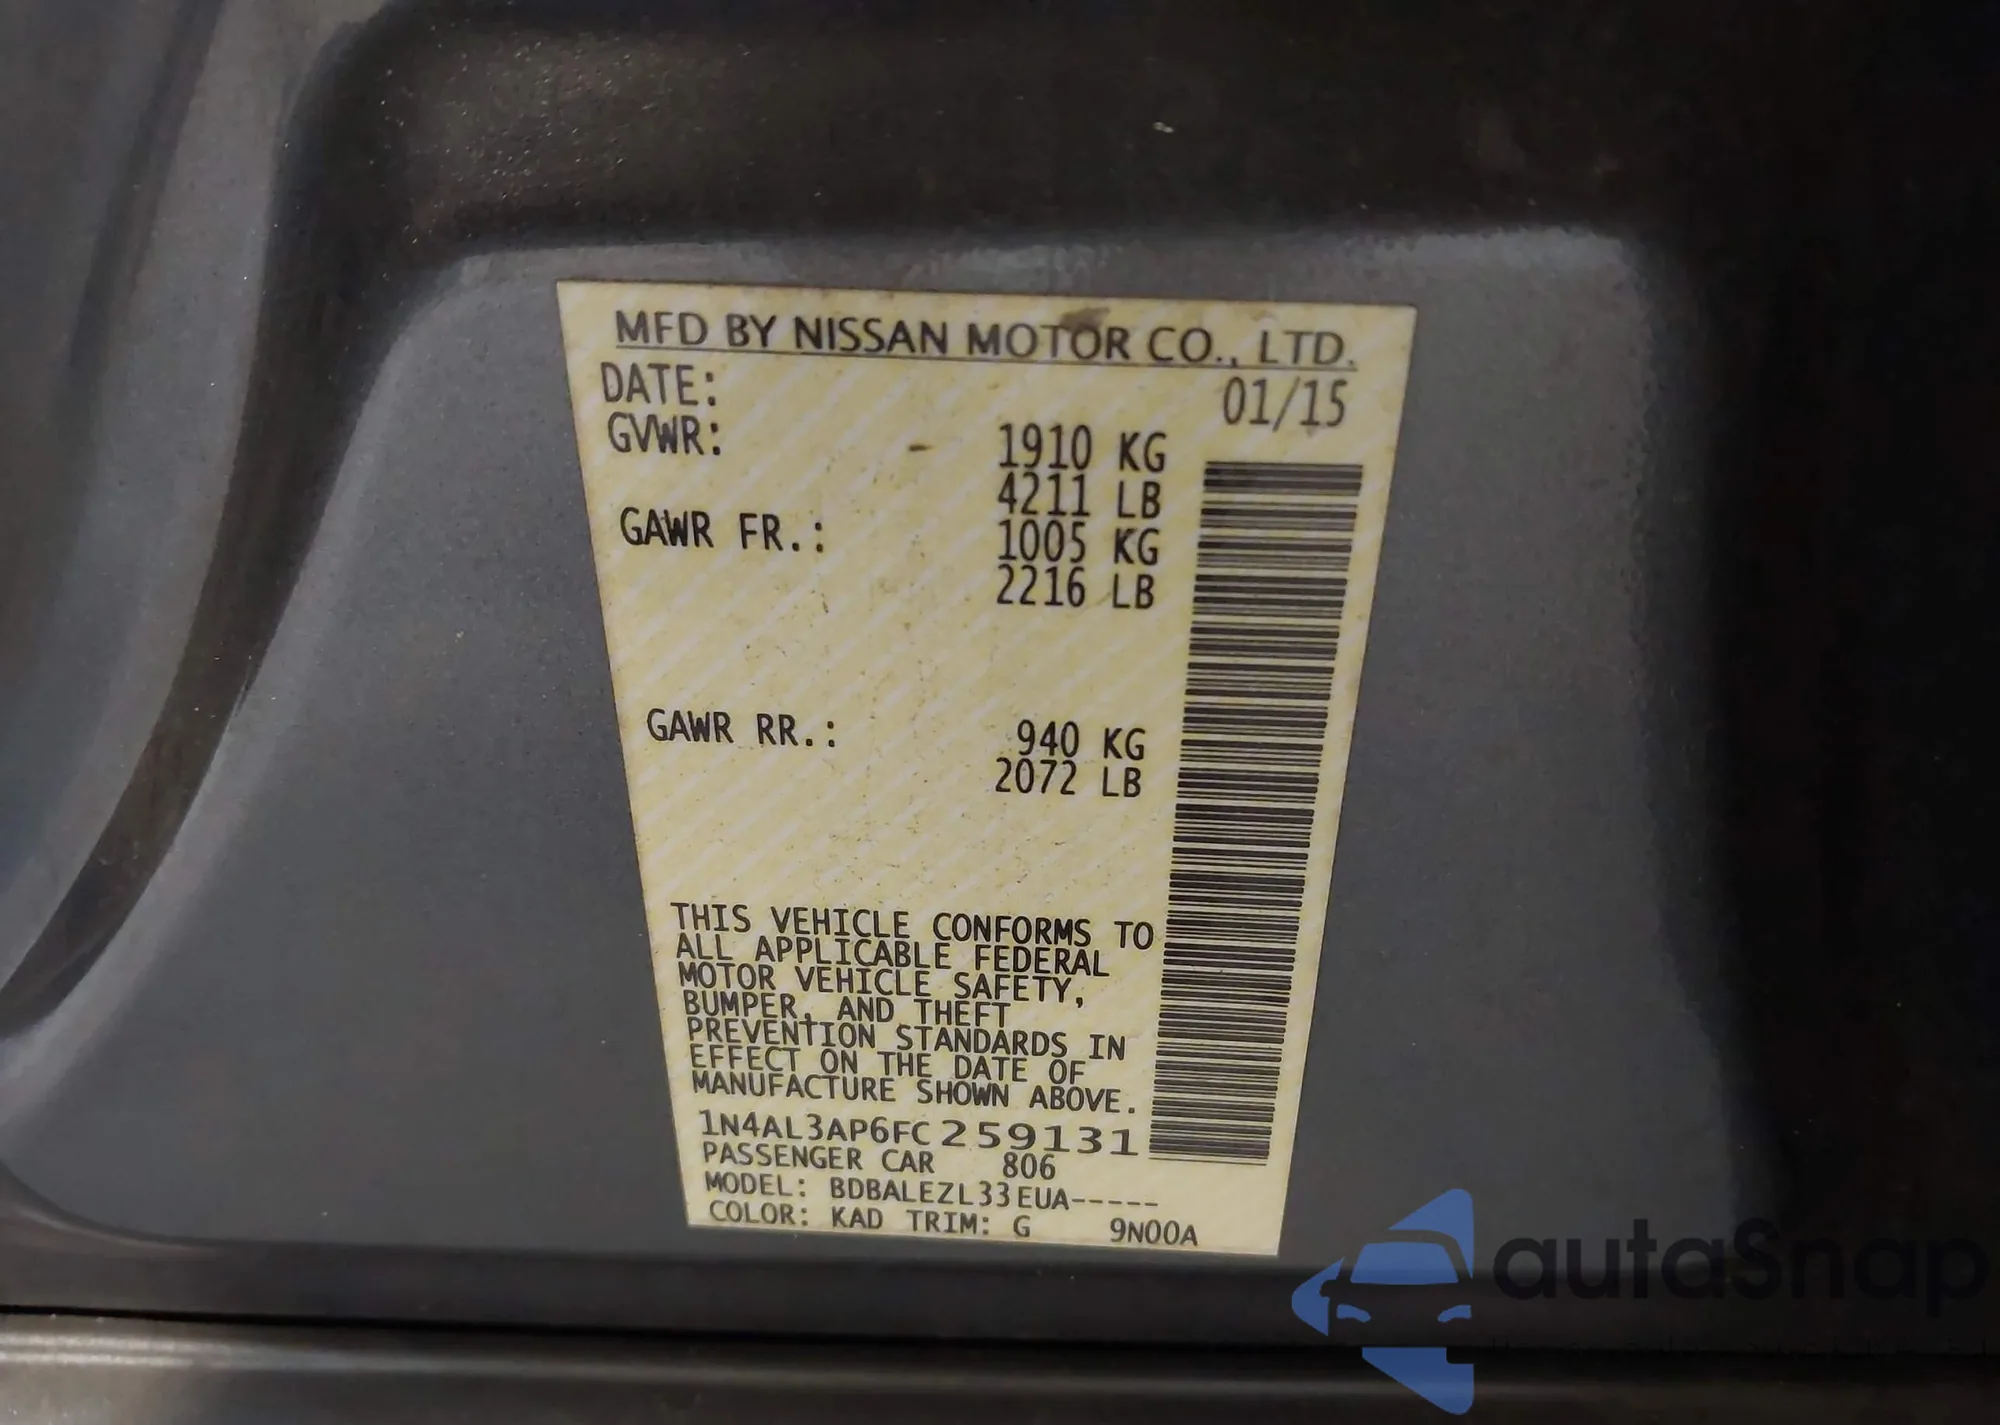 MFD BY NISSAN MOTOR CO., LTD.
DATE: 01/15
GVWR: 1910 KG
4211 LB
GAWR FR.: 1005 KG
2216 LB
GAWR RR.: 940 KG
2072 LB
THIS VEHICLE CONFORMS TO
ALL APPLICABLE FEDERAL
MOTOR VEHICLE SAFETY,
BUMPER, AND THEFT
PREVENTION STANDARDS IN
EFFECT ON THE DATE OF
MANUFACTURE SHOWN ABOVE.
1N4AL3AP6FC259131
PASSENGER CAR 806
MODEL: BDBALEZL33EUA-----
COLOR: KAD TRIM: G 9N00A
autaSnap